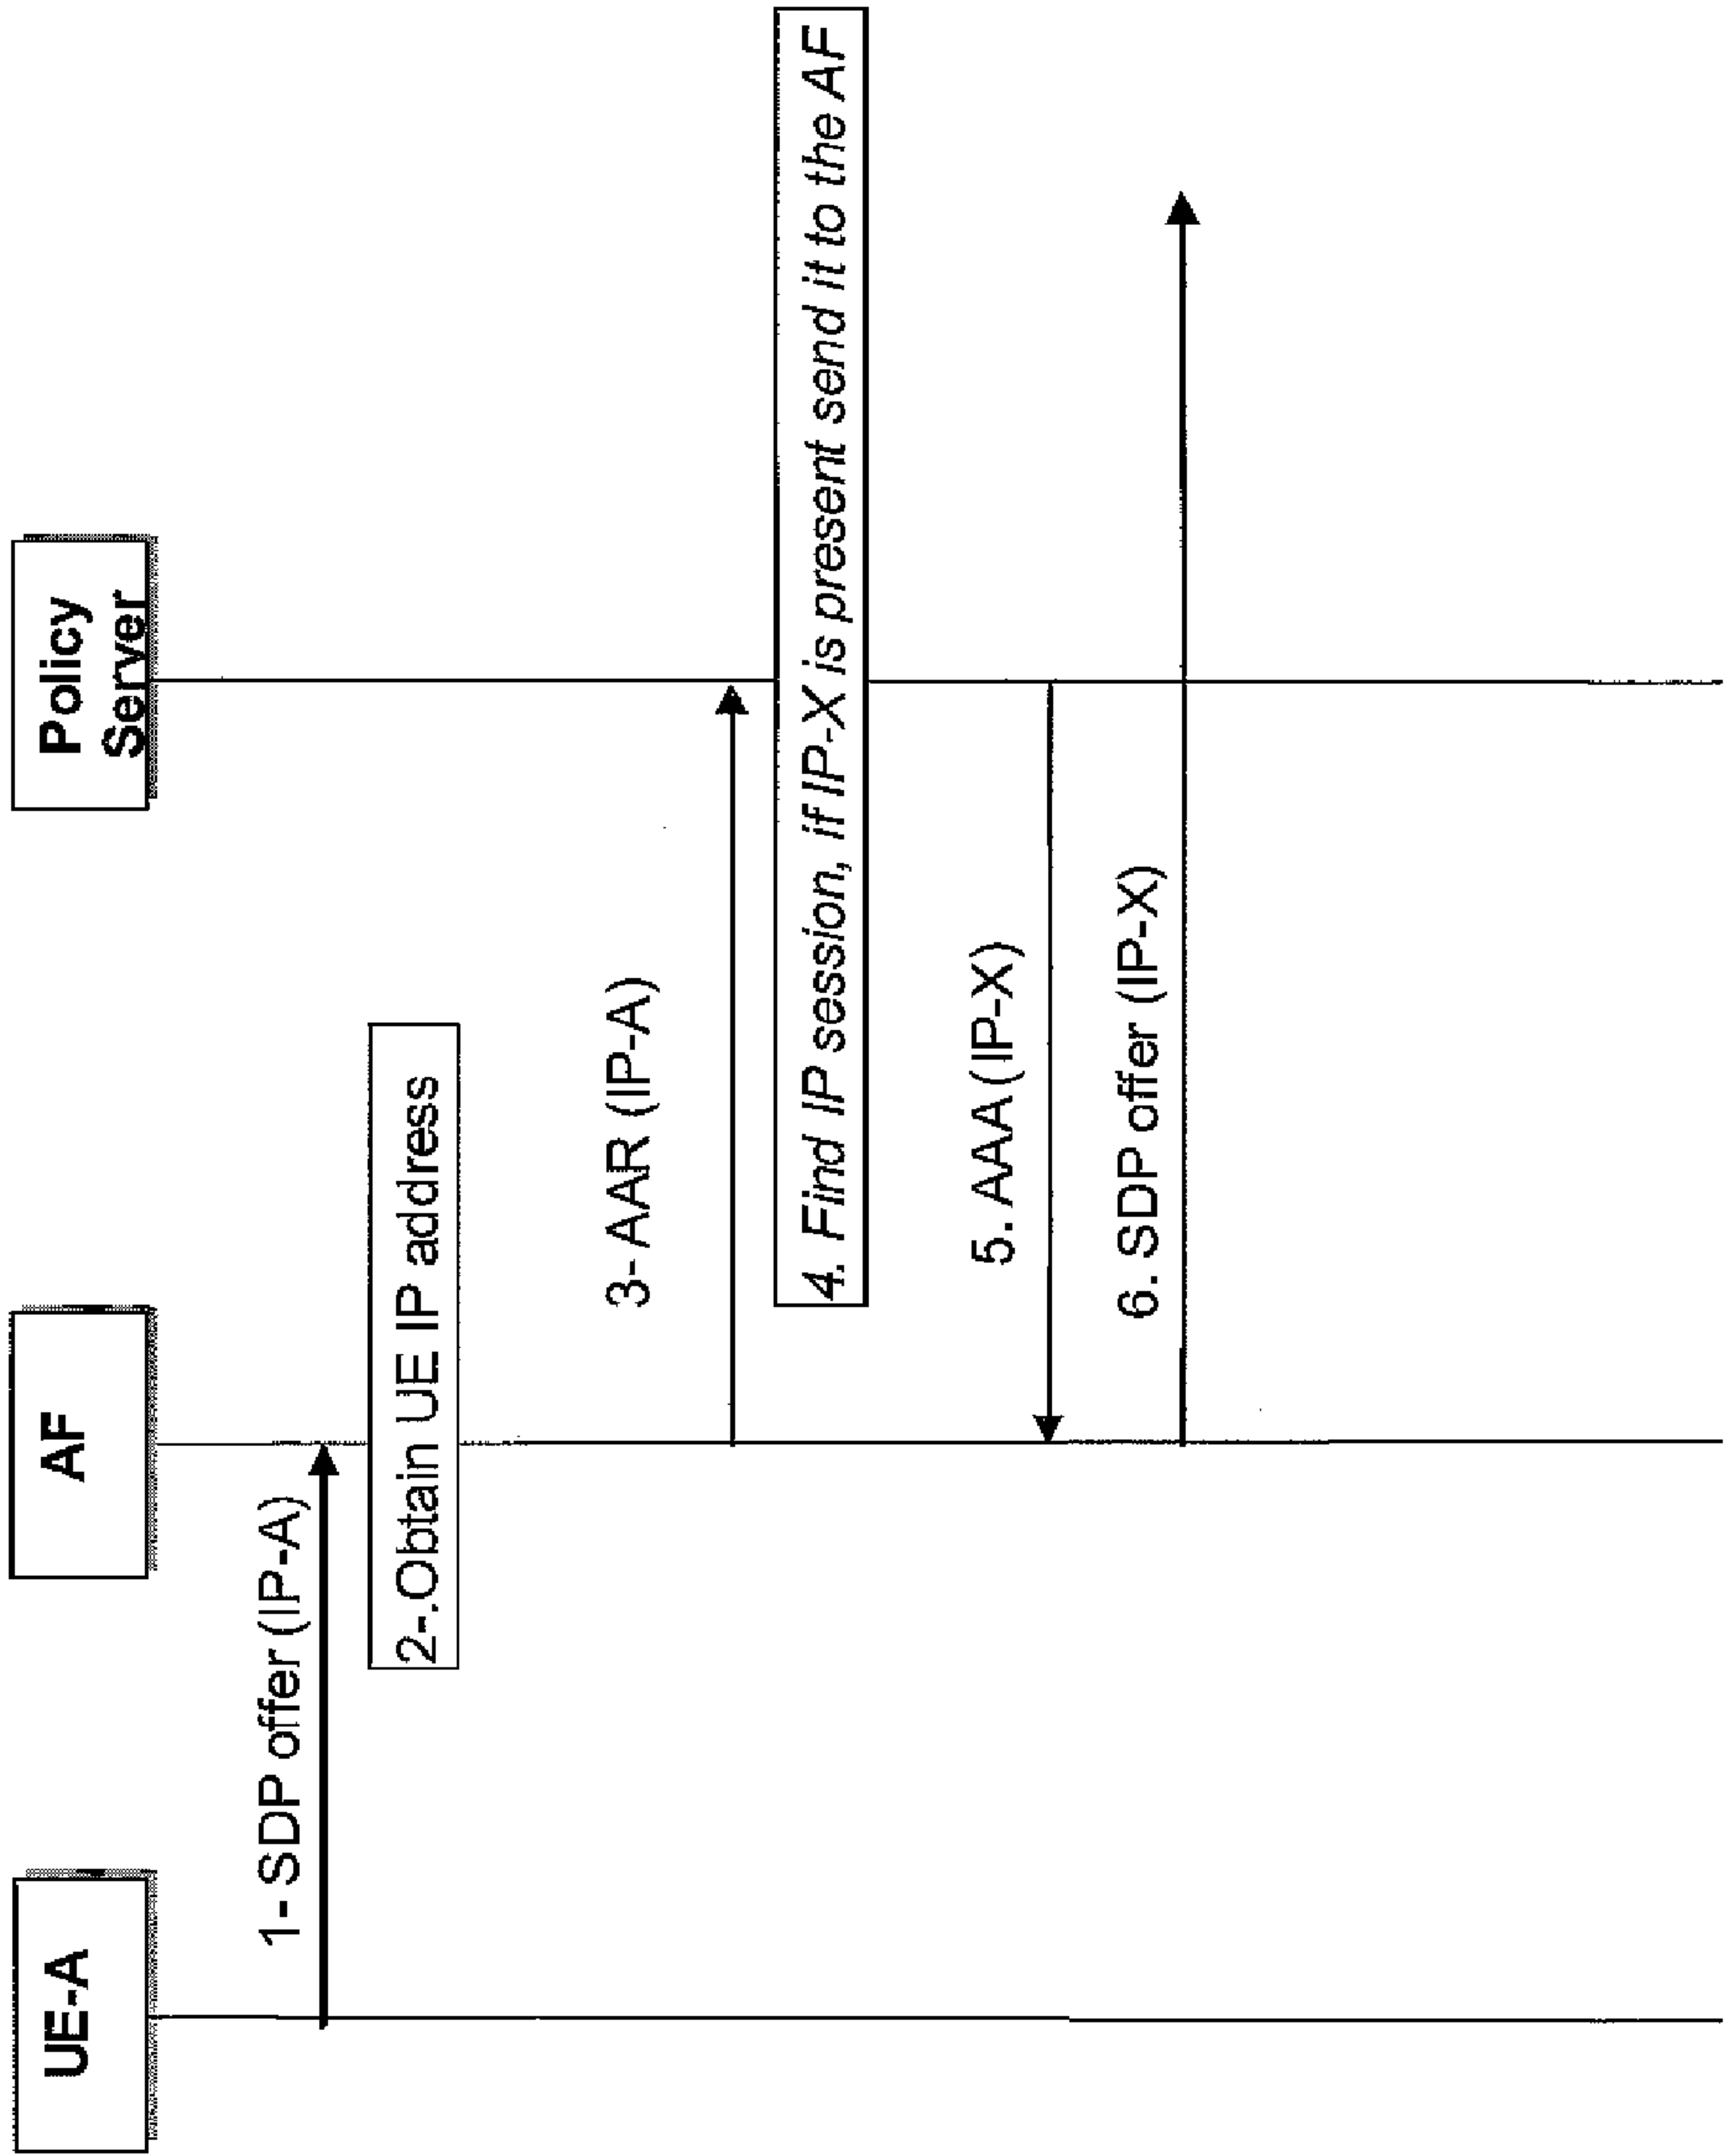 UE-A
AF
Policy
Server
1- SDP offer (IP-A)
2-.Obtain UE IP address
3- AAR (IP-A)
4. Find IP session, if IP-X is present send it to the AF
5. AAA (IP-X)
6. SDP offer (IP-X)